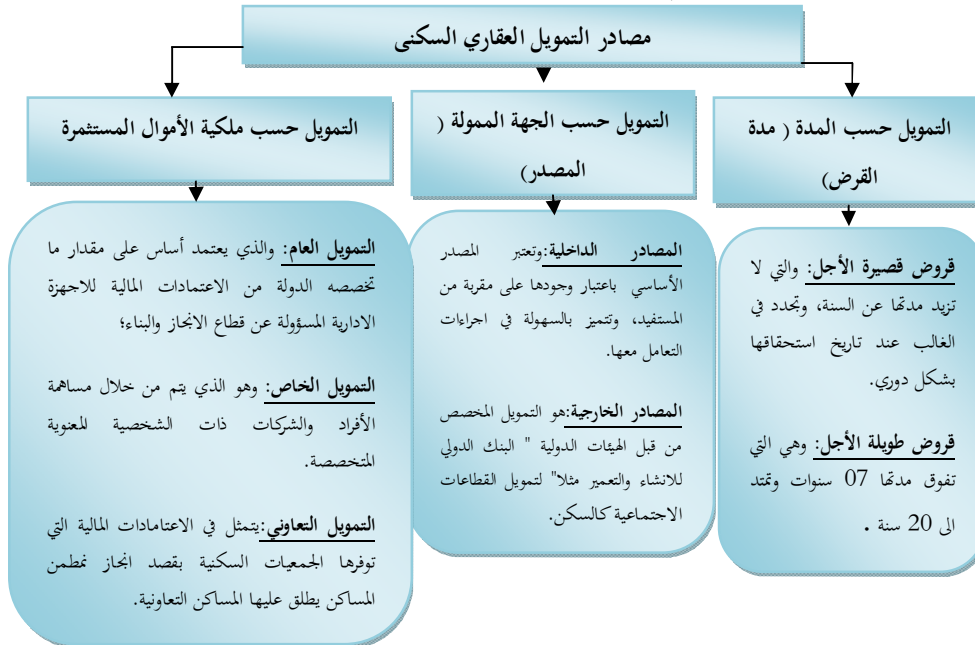 مصادر التمويل العقاري السكنى
التمويل حسب المدة ( مدة
القرض)
التمويل حسب الجهة الممولة (
المصدر)
التمويل حسب ملكية الأموال المستثمرة
قروض قصيرة الأجل: والتي لا
تزيد مدتها عن السنة، وتجدد في
الغالب عند تاريخ استحقاقها
بشكل دوري.
قروض طويلة الأجل: وهي التي
تفوق مدتها 07 سنوات وتمتد
الى 20 سنة .
المصادر الداخلية:وتعتبر المصدر
الأساسي باعتبار وجودها على مقربة من
المستفيد، وتتميز بالسهولة في اجراءات
التعامل معها.
المصادر الخارجية:هو التمويل المخصص
من قبل الهيئات الدولية " البنك الدولي
للانشاء والتعمير مثلا" لتمويل القطاعات
الاجتماعية كالسكن.
التمويل العام: والذي يعتمد أساس على مقدار ما
تخصصه الدولة من الاعتمادات المالية للاجهزة
الادارية المسؤولة عن قطاع الانجاز والبناء؛
التمويل الخاص: وهو الذي يتم من خلال مساهمة
الأفراد والشركات ذات الشخصية المعنوية
المتخصصة.
التمويل التعاوني:يتمثل في الاعتامادات المالية التي
توفرها الجمعيات السكنية بقصد انجاز نمطمن
المساكن يطلق عليها المساكن التعاونية.